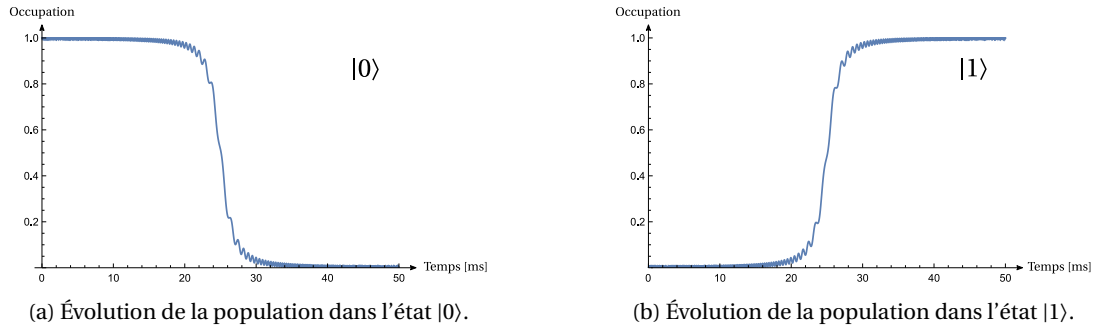 Occupation
1.0
0.8
0.6
0.4
0.2
0 10 20 30 40 50
Temps [ms]
|0⟩
(a) Évolution de la population dans l'état |0⟩.
Occupation
1.0
0.8
0.6
0.4
0.2
0 10 20 30 40 50
Temps [ms]
|1⟩
(b) Évolution de la population dans l'état |1⟩.